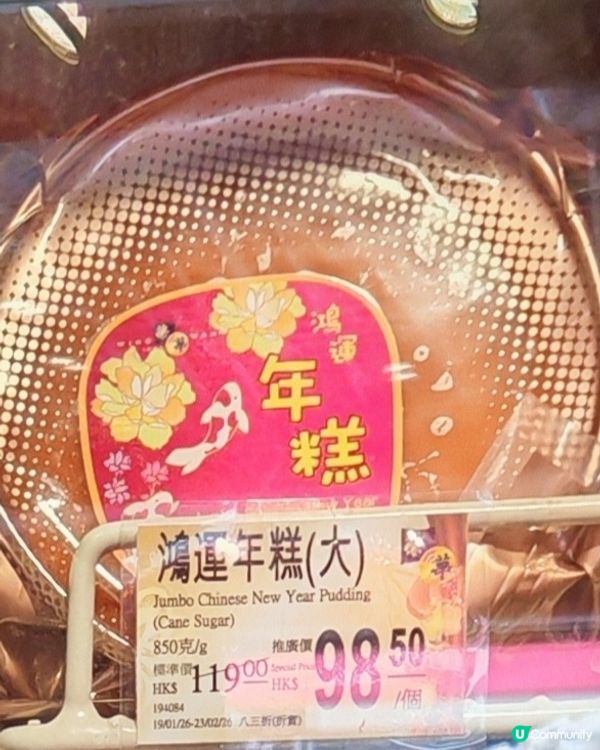 鴻運
年糕
鴻運年糕(大)
Jumbo Chinese New Year Pudding
(Cane Sugar)
850克/g
推廣價
標準價
HK$ 119.00
Special Price
HK$ 98.50
/個
194084
19/01/26-23/02/26 八三折(折實)
U Community